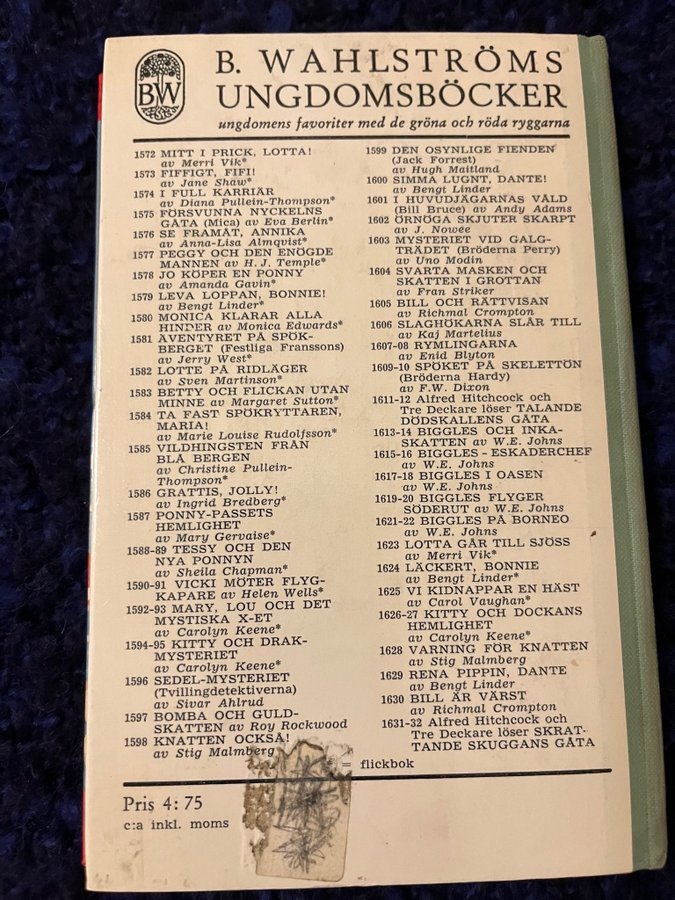 BW
B. WAHLSTRÖMS
UNGDOMSBÖCKER
ungdomens favoriter med de gröna och röda ryggarna
1572 MITT I PRICK, LOTTA!
av Merri Vik*
1573 FIFFIGT, FIFI!
av Jane Shaw*
1574 I FULL KARRIÄR
av Diana Pullein-Thompson*
1575 FÖRSVUNNA NYCKELNS
GÅTA (Mica) av Eva Berlin*
1576 SE FRAMÅT, ANNIKA
av Anna-Lisa Almqvist*
1577 PEGGY OCH DEN ENÖGDE
MANNEN av H. J. Temple*
1578 JO KÖPER EN PONNY
av Amanda Gavin*
1579 LEVA LOPPAN, BONNIE!
av Bengt Linder*
1580 MONICA KLARAR ALLA
HINDER av Monica Edwards*
1581 ÄVENTYRET PÅ SPÖK-
BERGET (Festliga Franssons)
av Jerry West*
1582 LOTTE PÅ RIDLÄGER
av Sven Martinson*
1583 BETTY OCH FLICKAN UTAN
MINNE av Margaret Sutton*
1584 TA FAST SPÖKRYTTAREN,
MARIA!
av Marie Louise Rudolfsson*
1585 VILDHINGSTEN FRÅN
BLÅ BERGEN
av Christine Pullein-
Thompson*
1586 GRATTIS, JOLLY!
av Ingrid Bredberg*
1587 PONNY-PASSETS
HEMLIGHET
av Mary Gervaise*
1588-89 TESSY OCH DEN
NYA PONNYN
av Sheila Chapman*
1590-91 VICKI MÖTER FLYG-
KAPARE av Helen Wells*
1592-93 MARY, LOU OCH DET
MYSTISKA X-ET
av Carolyn Keene*
1594-95 KITTY OCH DRAK-
MYSTERIET
av Carolyn Keene*
1596 SEDEL-MYSTERIET
(Tvillingdetektiverna)
av Sivar Ahlrud
1597 BOMBA OCH GULD-
SKATTEN av Roy Rockwood
1598 KNATTEN OCKSÅ!
av Stig Malmberg
1599 DEN OSYNLIGE FIENDEN
(Jack Forrest)
av Hugh Maitland
1600 SIMMA LUGNT, DANTE!
av Bengt Linder
1601 I HUVUDJÄGARNAS VÅLD
(Bill Bruce) av Andy Adams
1602 ÖRNÖGA SKJUTER SKARPT
av J. Nowee
1603 MYSTERIET VID GALG-
TRÄDET (Bröderna Perry)
av Uno Modin
1604 SVARTA MASKEN OCH
SKATTEN I GROTTAN
av Fran Striker
1605 BILL OCH RÄTTVISAN
av Richmal Crompton
1606 SLAGHÖKARNA SLÅR TILL
av Kaj Martelius
1607-08 RYMLINGARNA
av Enid Blyton
1609-10 SPÖKET PÅ SKELETTÖN
(Bröderna Hardy)
av F.W. Dixon
1611-12 Alfred Hitchcock och
Tre Deckare löser TALANDE
DÖDSKALLENS GÅTA
1613-14 BIGGLES OCH INKA-
SKATTEN av W.E. Johns
1615-16 BIGGLES - ESKADERCHEF
av W.E. Johns
1617-18 BIGGLES I OASEN
av W.E. Johns
1619-20 BIGGLES FLYGER
SÖDERUT av W.E. Johns
1621-22 BIGGLES PÅ BORNEO
av W.E. Johns
1623 LOTTA GÅR TILL SJÖSS
av Merri Vik*
1624 LÄCKERT, BONNIE
av Bengt Linder*
1625 VI KIDNAPPAR EN HÄST
av Carol Vaughan*
1626-27 KITTY OCH DOCKANS
HEMLIGHET
av Carolyn Keene*
1628 VARNING FÖR KNATTEN
av Stig Malmberg
1629 RENA PIPPIN, DANTE
av Bengt Linder
1630 BILL ÄR VÄRST
av Richmal Crompton
1631-32 Alfred Hitchcock och
Tre Deckare löser SKRAT-
TANDE SKUGGANS GÅTA
= flickbok
Pris 4:75
c:a inkl. moms